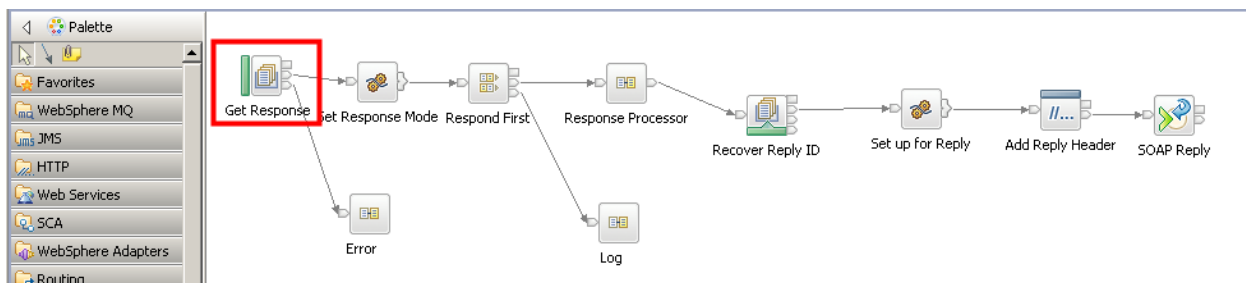 Palette
Favorites
WebSphere MQ
JMS
HTTP
Web Services
SCA
WebSphere Adapters
Routing
Get Response
Set Response Mode
Respond First
Response Processor
Recover Reply ID
Set up for Reply
//...
Add Reply Header
SOAP Reply
Error
Log